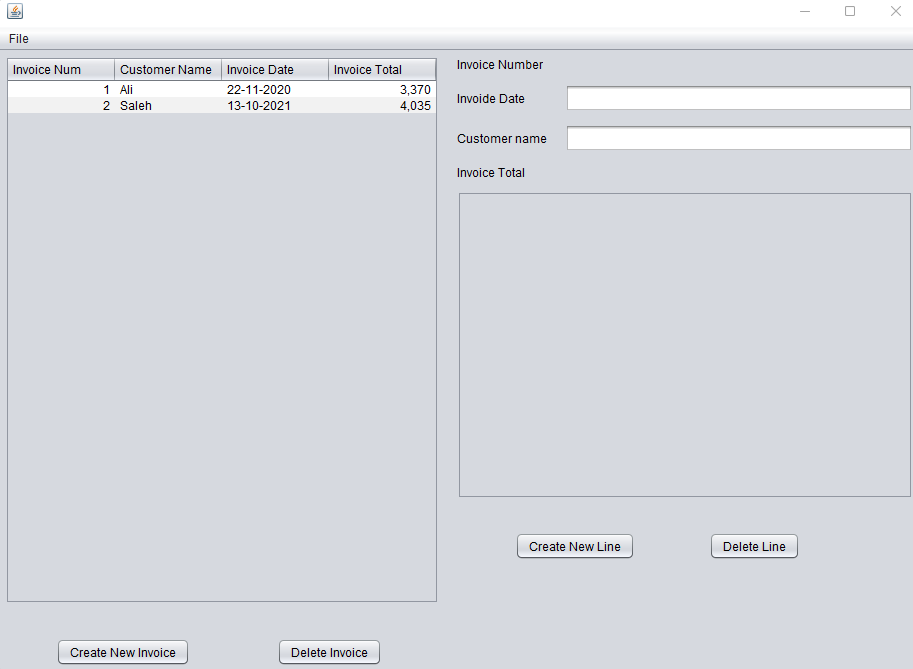 File
Invoice Num Customer Name Invoice Date Invoice Total
1 Ali 22-11-2020 3,370
2 Saleh 13-10-2021 4,035
Create New Invoice Delete Invoice
Invoice Number
Invoide Date
Customer name
Invoice Total
Create New Line Delete Line